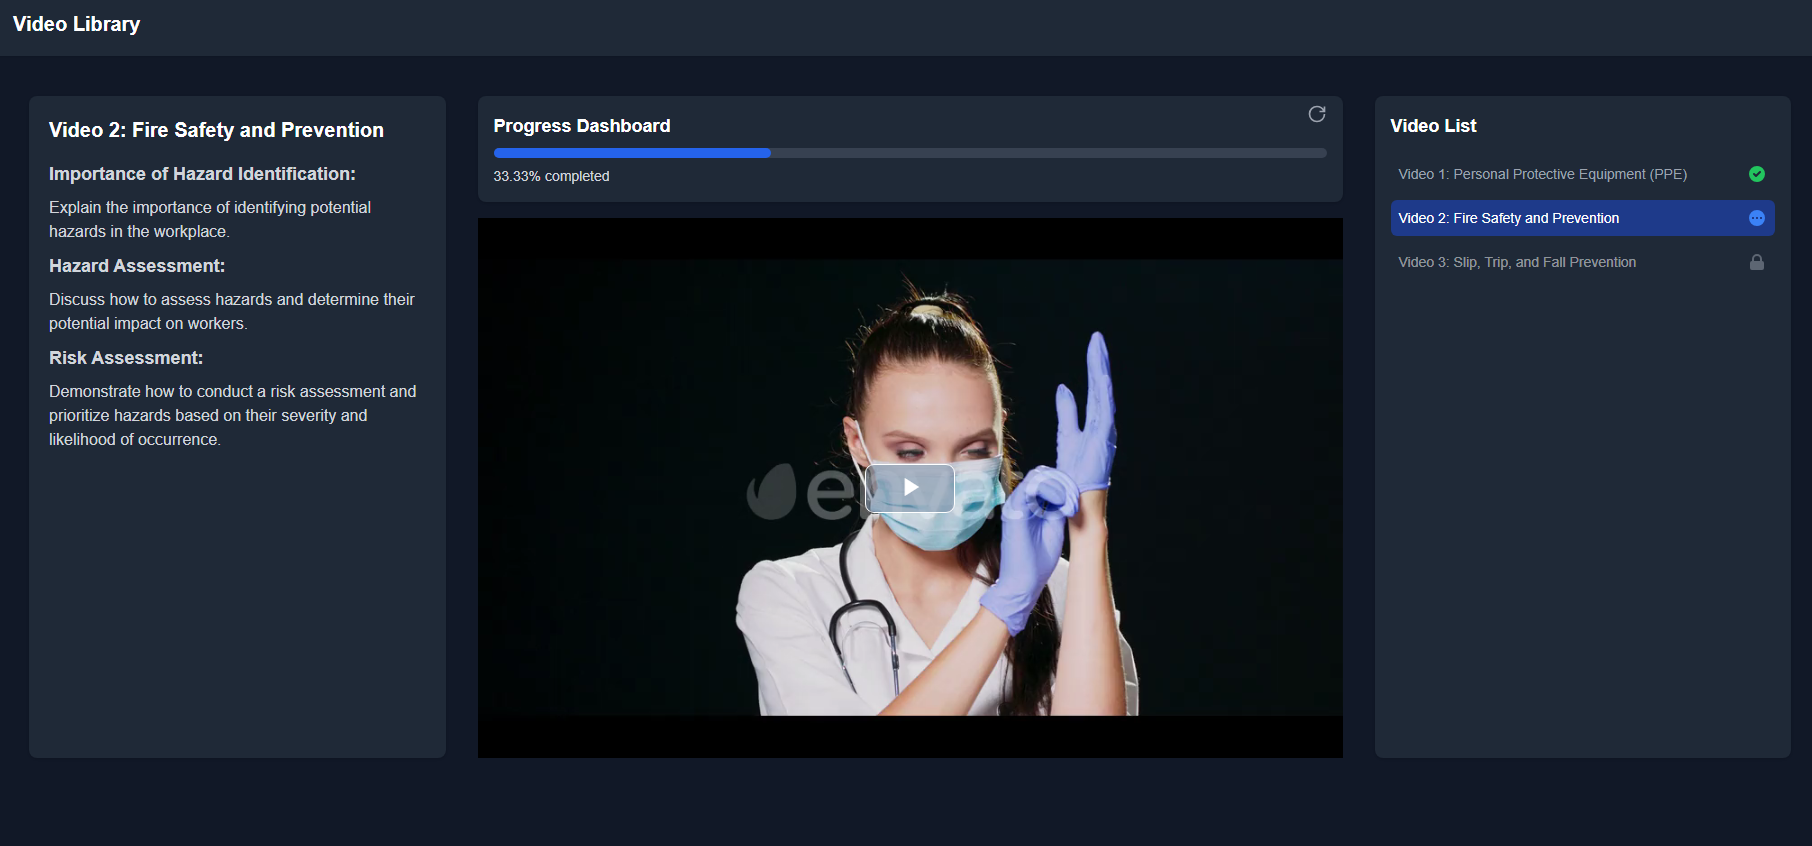 Video Library
Video 2: Fire Safety and Prevention
Importance of Hazard Identification:
Explain the importance of identifying potential
hazards in the workplace.
Hazard Assessment:
Discuss how to assess hazards and determine their
potential impact on workers.
Risk Assessment:
Demonstrate how to conduct a risk assessment and
prioritize hazards based on their severity and
likelihood of occurrence.
Progress Dashboard
33.33% completed
envato
Video List
Video 1: Personal Protective Equipment (PPE)
Video 2: Fire Safety and Prevention
Video 3: Slip, Trip, and Fall Prevention